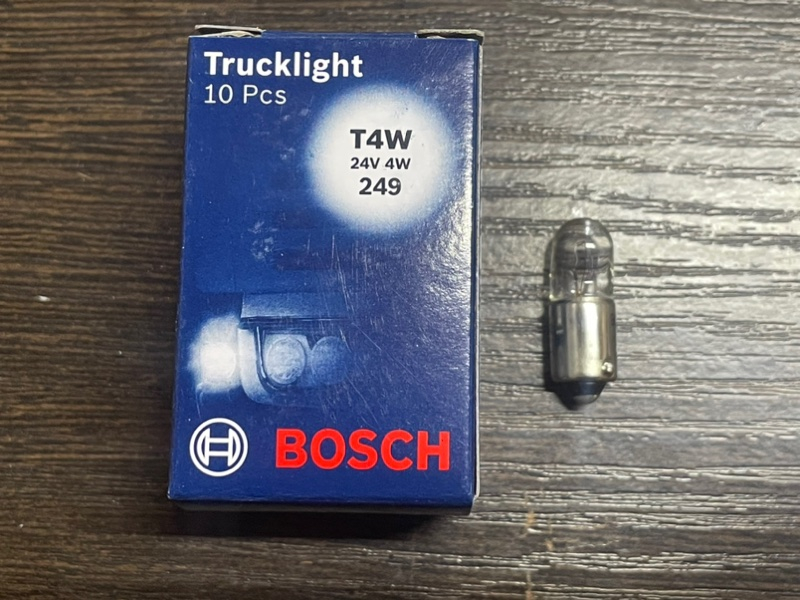 Trucklight
10 Pcs
T4W
24V 4W
249
BOSCH